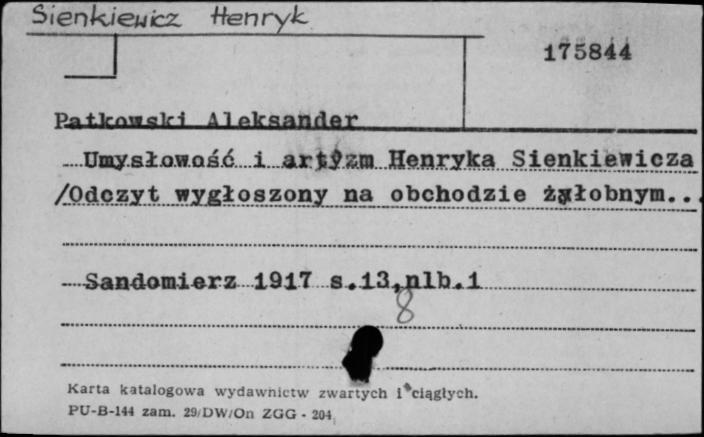 Sienkiewicz Henryk
175844
Patkowski Aleksander
Umysłowość i artyzm Henryka Sienkiewicza
/Odczyt wygłoszony na obchodzie żałobnym...
Sandomierz 1917 s.13,nlb.1
8
Karta katalogowa wydawnictw zwartych i ciągłych.
PU-B-144 zam. 29/DW/On ZGG - 204